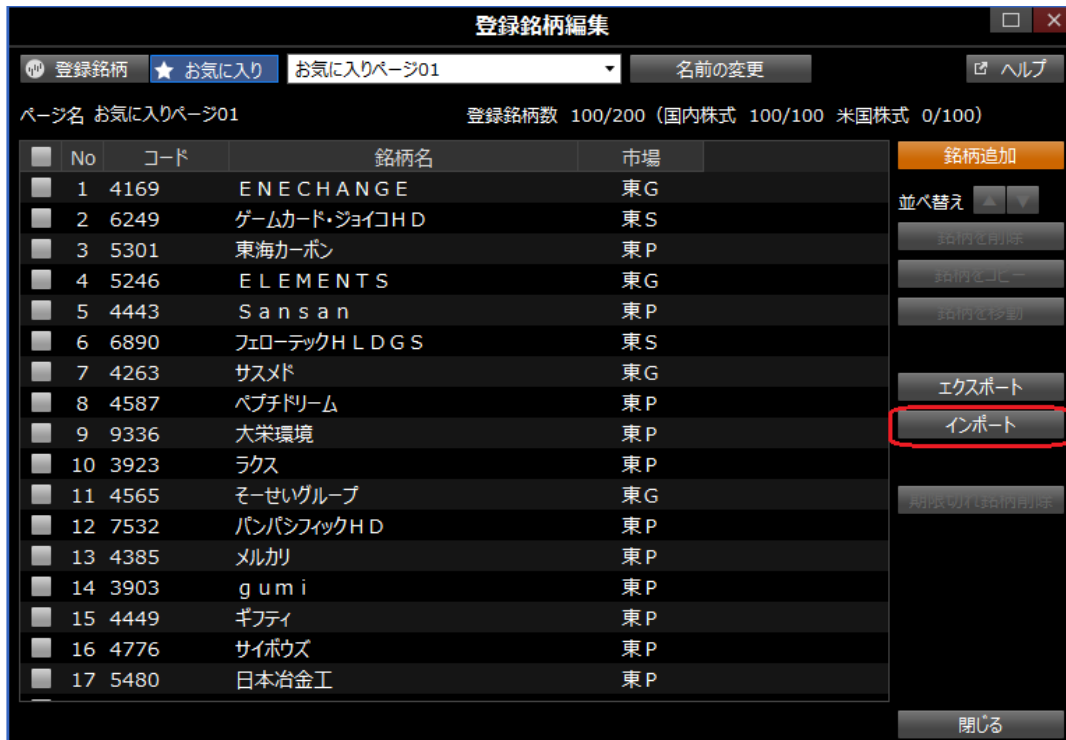 登録銘柄編集
登録銘柄 お気に入り お気に入りページ01 名前の変更 ヘルプ
ページ名 お気に入りページ01 登録銘柄数 100/200（国内株式 100/100 米国株式 0/100）
No コード 銘柄名 市場 銘柄追加
1 4169 ＥＮＥＣＨＡＮＧＥ 東Ｇ
並べ替え
2 6249 ゲームカード・ジョイコＨＤ 東Ｓ
銘柄を削除
3 5301 東海カーボン 東Ｐ
銘柄をコピー
4 5246 ＥＬＥＭＥＮＴＳ 東Ｇ
銘柄を移動
5 4443 Ｓａｎｓａｎ 東Ｐ
6 6890 フェローテックＨＬＤＧＳ 東Ｓ
7 4263 サスメド 東Ｇ
エクスポート
8 4587 ペプチドリーム 東Ｐ
インポート
9 9336 大栄環境 東Ｐ
10 3923 ラクス 東Ｐ
11 4565 そーせいグループ 東Ｇ
期限切れ銘柄削除
12 7532 パンパシフィックＨＤ 東Ｐ
13 4385 メルカリ 東Ｐ
14 3903 ｇｕｍｉ 東Ｐ
15 4449 ギフティ 東Ｐ
16 4776 サイボウズ 東Ｐ
17 5480 日本冶金工 東Ｐ
閉じる